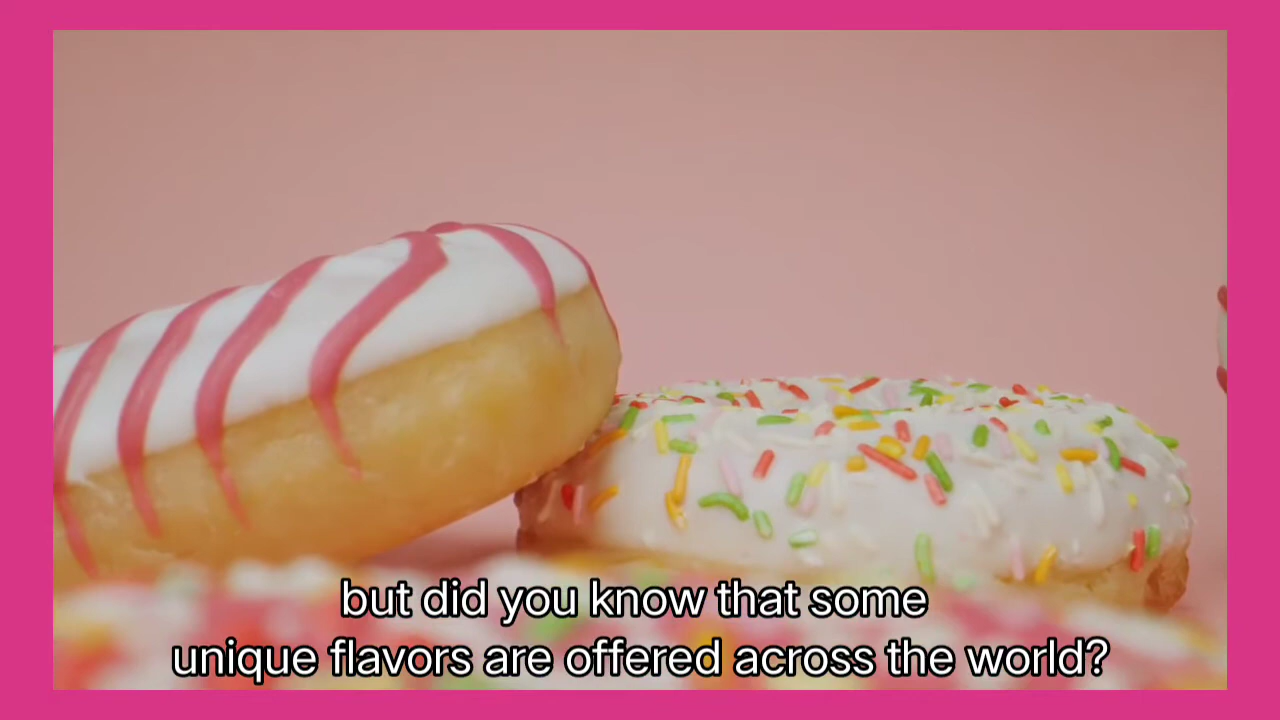 but did you know that some
unique flavors are offered across the world?